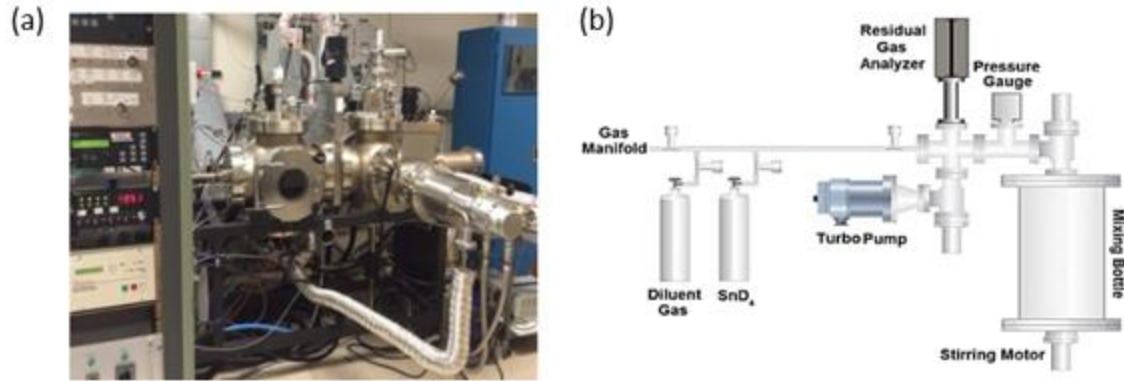 (a)
(b)
Residual
Gas
Analyzer
Pressure
Gauge
Gas
Manifold
Turbo Pump
Mixing Bottle
Diluent
Gas
SnD₄
Stirring Motor